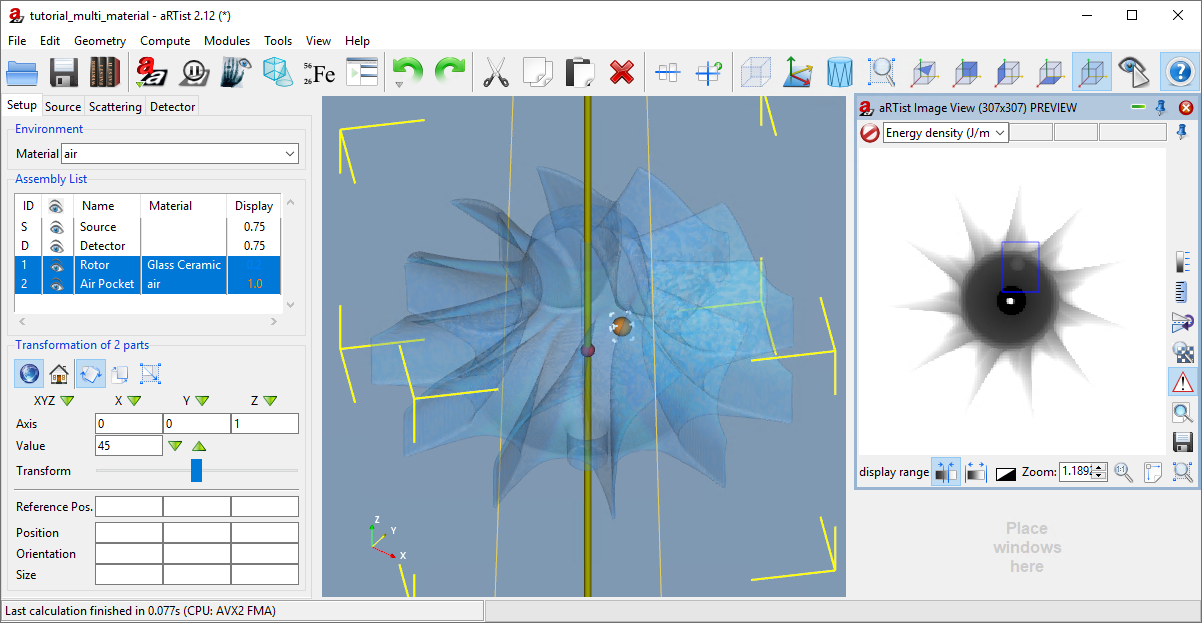 tutorial_multi_material - aRTist 2.12 (*)
File Edit Geometry Compute Modules Tools View Help
56 26 Fe
Setup Source Scattering Detector
Environment
Material air
Assembly List
ID Name Material Display
S Source 0.75
D Detector 0.75
1 Rotor Glass Ceramic
2 Air Pocket air 1.0
Transformation of 2 parts
XYZ X Y Z
Axis 0 0 1
Value 45
Transform
Reference Pos.
Position
Orientation
Size
Z
Y
X
aRTist Image View (307x307) PREVIEW
Energy density (J/m
display range Zoom: 1.189 1:1
Place
windows
here
Last calculation finished in 0.077s (CPU: AVX2 FMA)